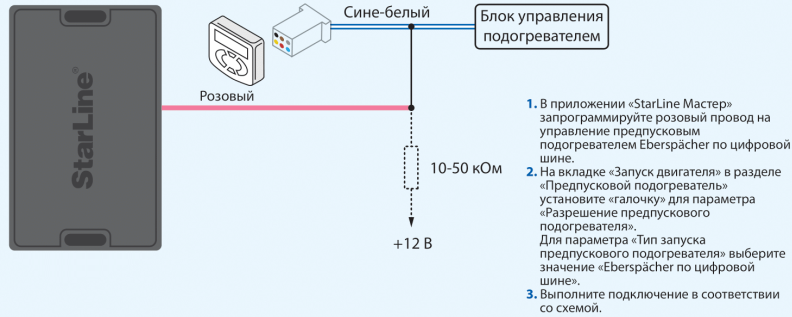 Сине-белый
Блок управления
подогревателем
StarLine®
Розовый
10-50 кОм
+12 В
1. В приложении «StarLine Мастер»
запрограммируйте розовый провод на
управление предпусковым
подогревателем Eberspächer по цифровой
шине.
2. На вкладке «Запуск двигателя» в разделе
«Предпусковой подогреватель»
установите «галочку» для параметра
«Разрешение предпускового
подогревателя».
Для параметра «Тип запуска
предпускового подогревателя» выберите
значение «Eberspächer по цифровой
шине».
3. Выполните подключение в соответствии
со схемой.